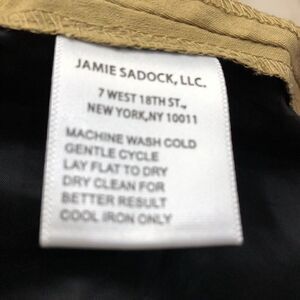 JAMIE SADOCK, LLC.
7 WEST 18TH ST.,
NEW YORK,NY 10011
MACHINE WASH COLD
GENTLE CYCLE
LAY FLAT TO DRY
DRY CLEAN FOR
BETTER RESULT
COOL IRON ONLY